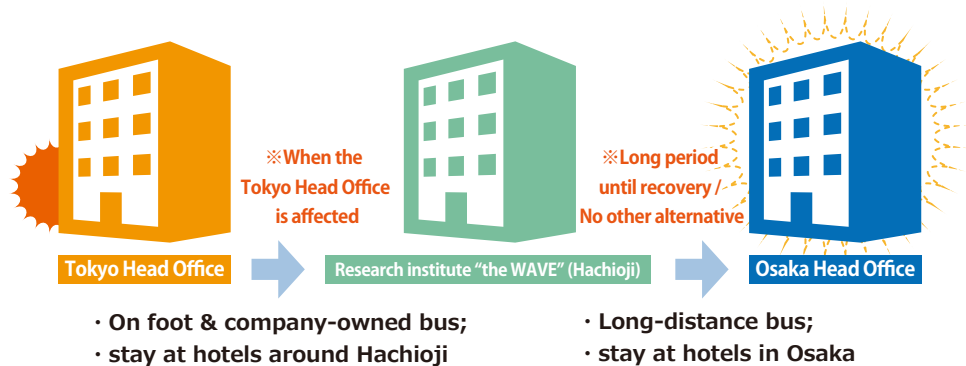 ※When the
Tokyo Head Office
is affected
※Long period
until recovery /
No other alternative
Tokyo Head Office
Research institute “the WAVE” (Hachioji)
Osaka Head Office
・On foot & company-owned bus;
・stay at hotels around Hachioji
・Long-distance bus;
・stay at hotels in Osaka